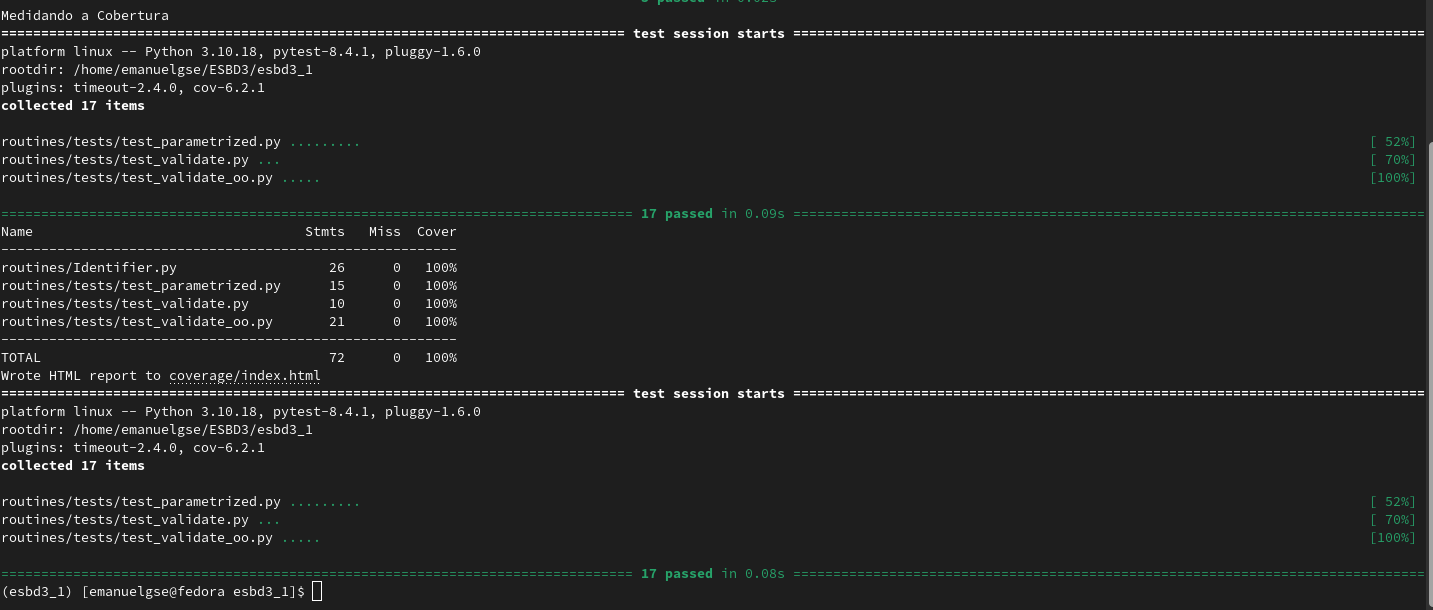 5 passed in 0.02s
Medidando a Cobertura
============================================================================== test session starts ===============================================================================
platform linux -- Python 3.10.18, pytest-8.4.1, pluggy-1.6.0
rootdir: /home/emanuelgse/ESBD3/esbd3_1
plugins: timeout-2.4.0, cov-6.2.1
collected 17 items
routines/tests/test_parametrized.py ......... [ 52%]
routines/tests/test_validate.py ... [ 70%]
routines/tests/test_validate_oo.py ..... [100%]
=============================================================================== 17 passed in 0.09s ===============================================================================
Name Stmts Miss Cover
---------------------------------------------------------
routines/Identifier.py 26 0 100%
routines/tests/test_parametrized.py 15 0 100%
routines/tests/test_validate.py 10 0 100%
routines/tests/test_validate_oo.py 21 0 100%
---------------------------------------------------------
TOTAL 72 0 100%
Wrote HTML report to coverage/index.html
============================================================================== test session starts ===============================================================================
platform linux -- Python 3.10.18, pytest-8.4.1, pluggy-1.6.0
rootdir: /home/emanuelgse/ESBD3/esbd3_1
plugins: timeout-2.4.0, cov-6.2.1
collected 17 items
routines/tests/test_parametrized.py ......... [ 52%]
routines/tests/test_validate.py ... [ 70%]
routines/tests/test_validate_oo.py ..... [100%]
=============================================================================== 17 passed in 0.08s ===============================================================================
(esbd3_1) [emanuelgse@fedora esbd3_1]$